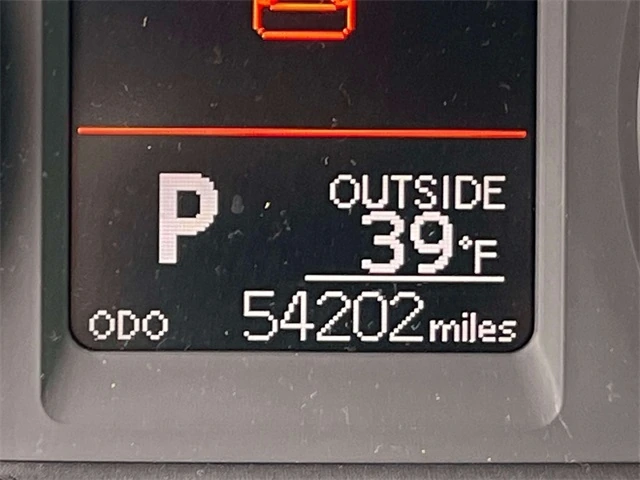 P
OUTSIDE
39°F
ODO 54202 miles